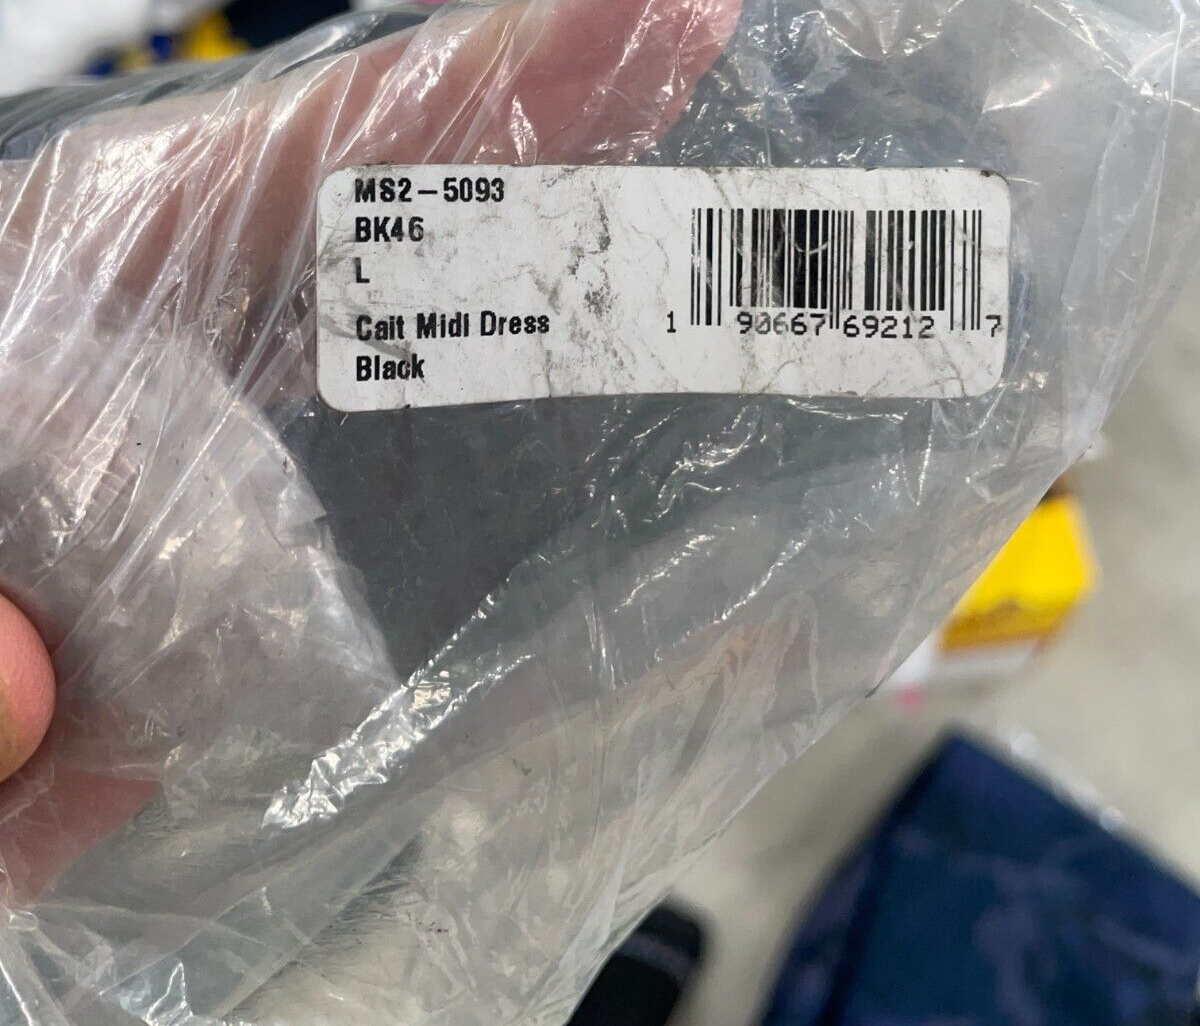 MS2-5093
BK46
L
Cait Midi Dress
Black
1 90667 69212 7